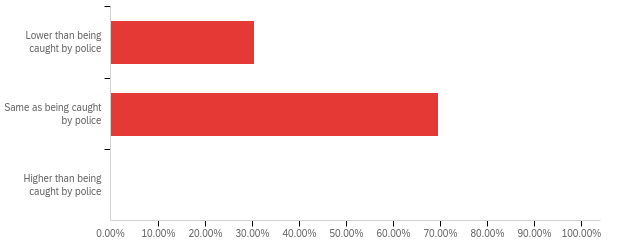 Lower than being
caught by police
Same as being caught
by police
Higher than being
caught by police
0.00% 10.00% 20.00% 30.00% 40.00% 50.00% 60.00% 70.00% 80.00% 90.00% 100.00%